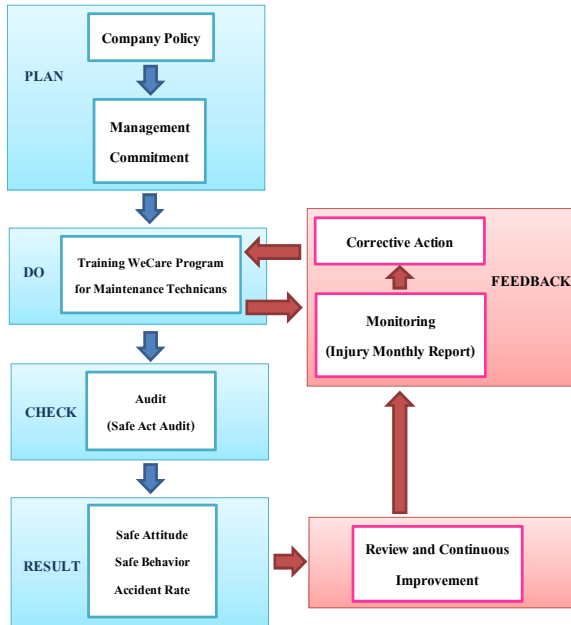 Company Policy
PLAN
Management
Commitment
DO
Training WeCare Program
for Maintenance Technicans
Corrective Action
FEEDBACK
Monitoring
(Injury Monthly Report)
CHECK
Audit
(Safe Act Audit)
RESULT
Safe Attitude
Safe Behavior
Accident Rate
Review and Continuous
Improvement